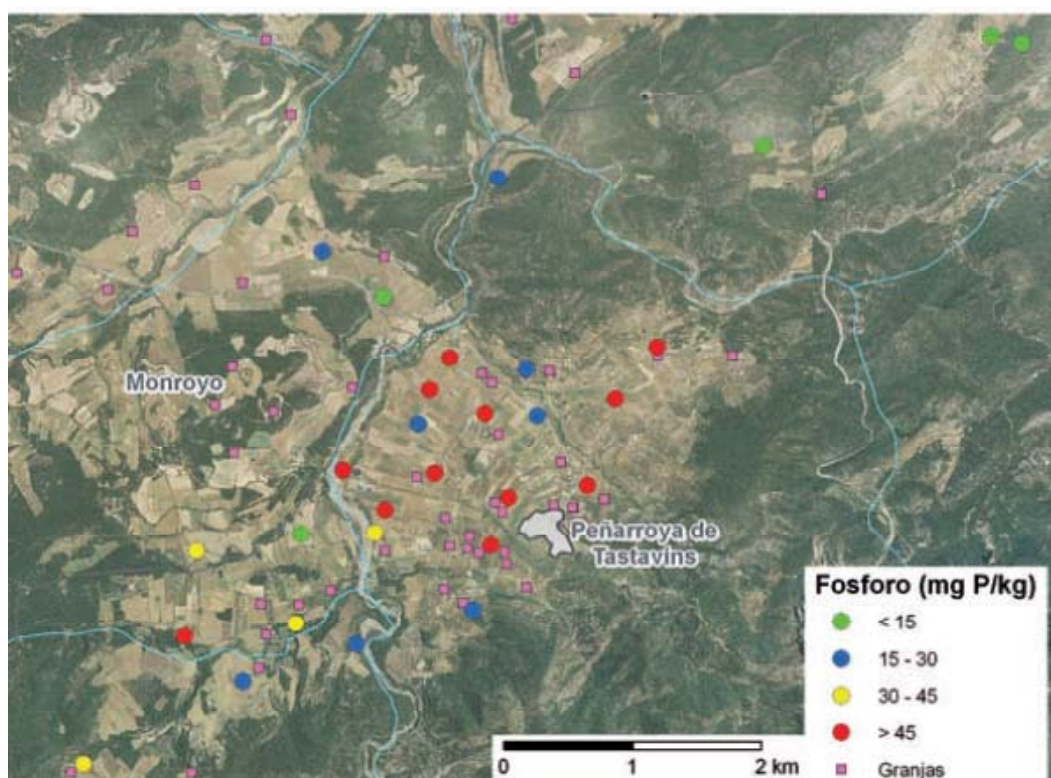 Monroyo
Peñarroya de
Tastavins
Fosforo (mg P/kg)
< 15
15 - 30
30 - 45
> 45
Granjas
0 1 2 km